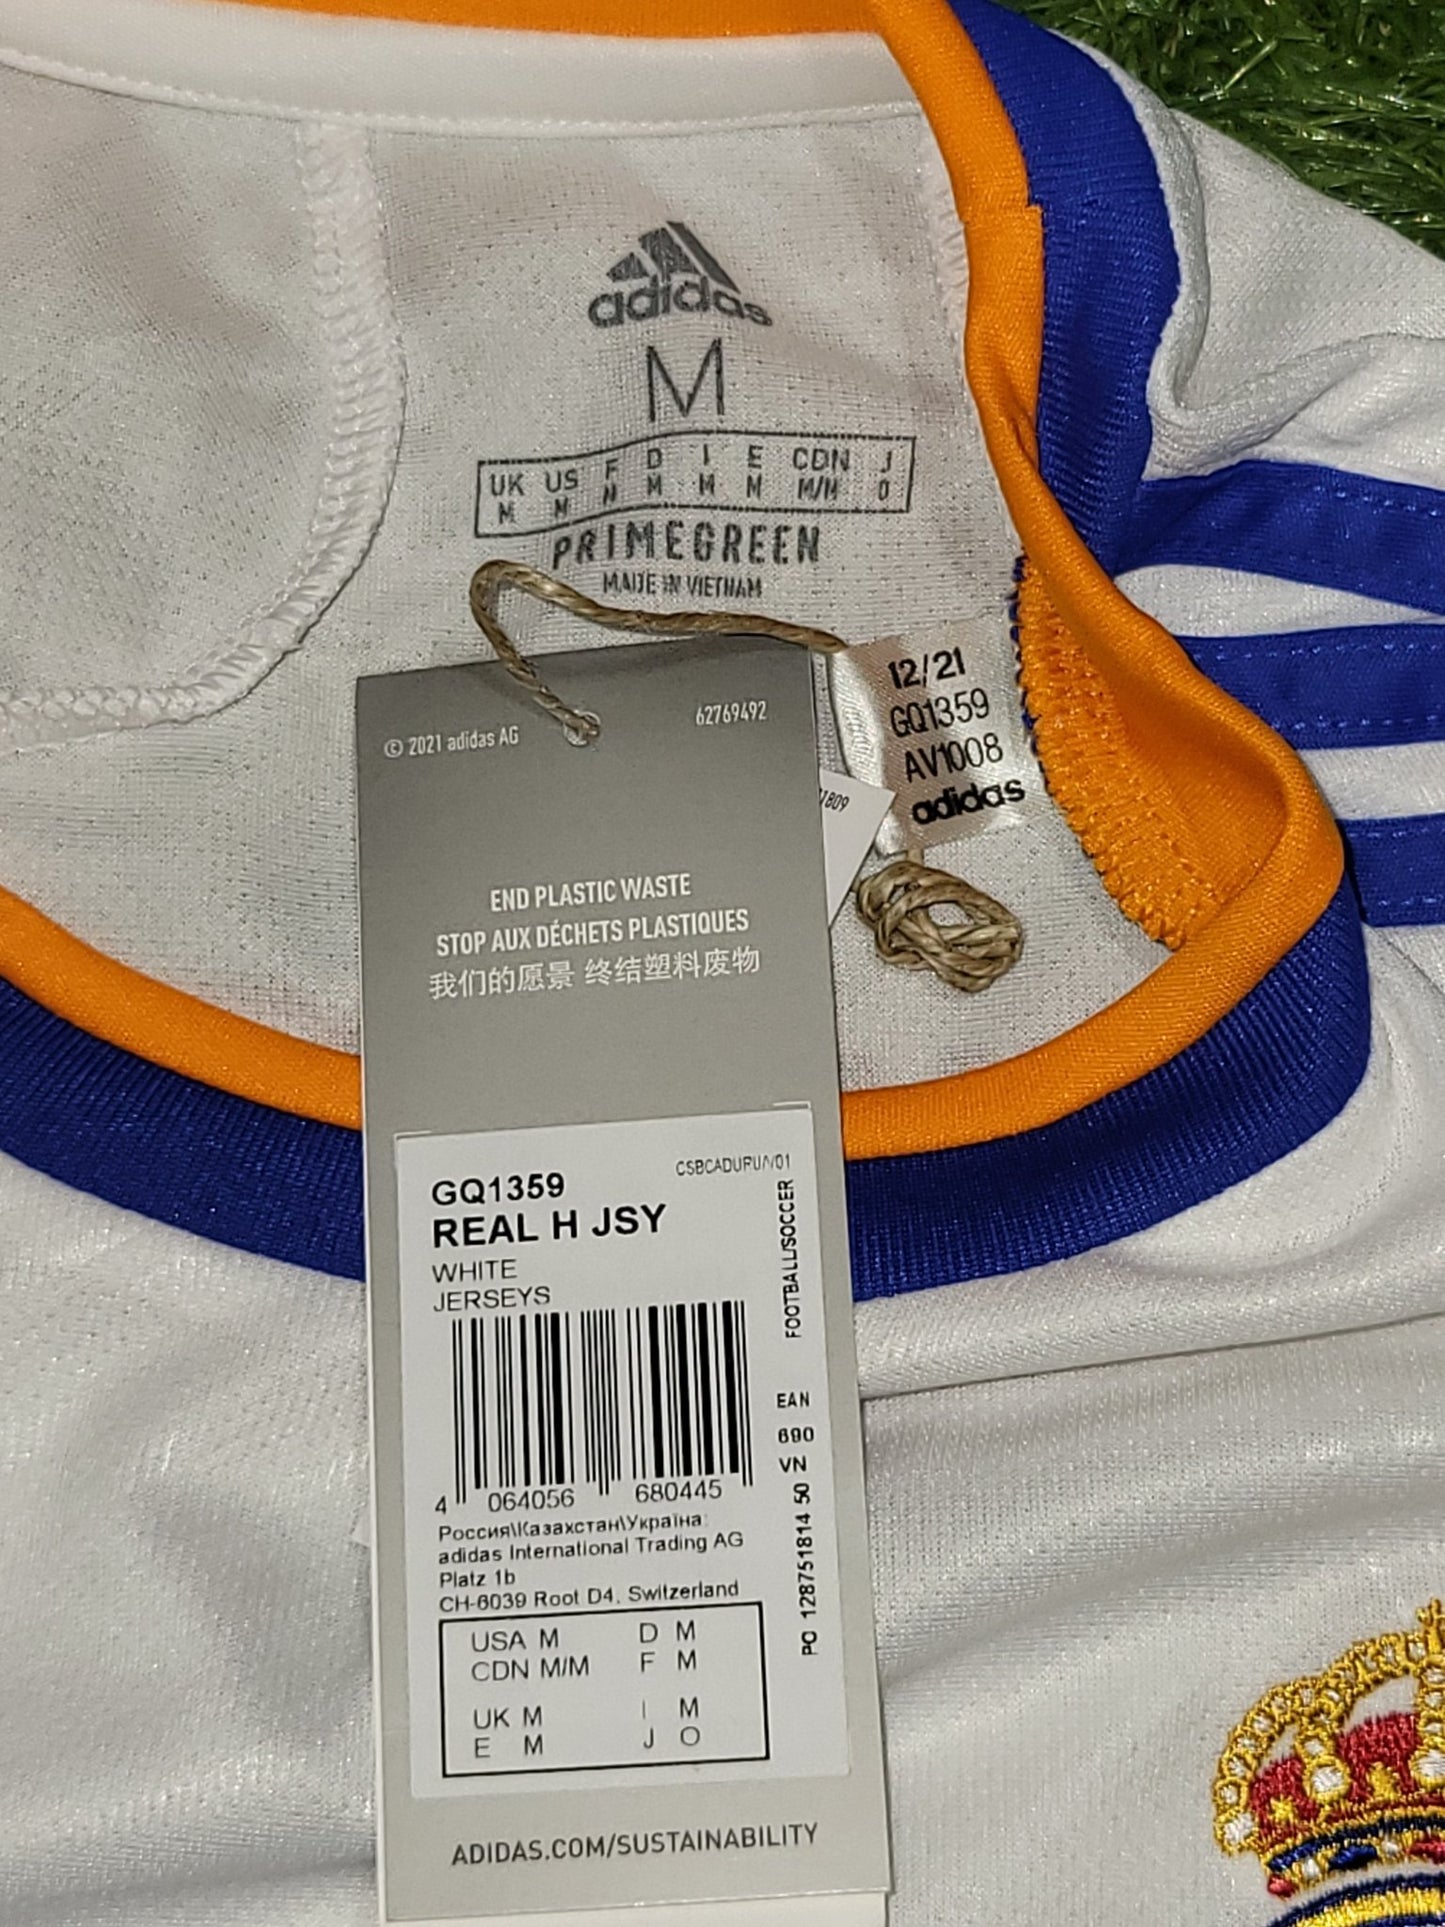 adidas
M
UK US F D I E CDN J
M M M M M M M/M O
PRIMEGREEN
MADE IN VIETNAM
12/21
GQ1359
AV1008
adidas
© 2021 adidas AG
62769492
1809
END PLASTIC WASTE
STOP AUX DÉCHETS PLASTIQUES
我们的愿景 终结塑料废物
GQ1359
REAL H JSY
WHITE
JERSEYS
FOOTBALL/SOCCER
4 064056 680445
EAN
690
VN
PO 128751814 50
Россия\Казахстан\Україна:
adidas International Trading AG
Platz 1b
CH-6039 Root D4, Switzerland
USA M D M
CDN M/M F M
UK M I M
E M J O
ADIDAS.COM/SUSTAINABILITY